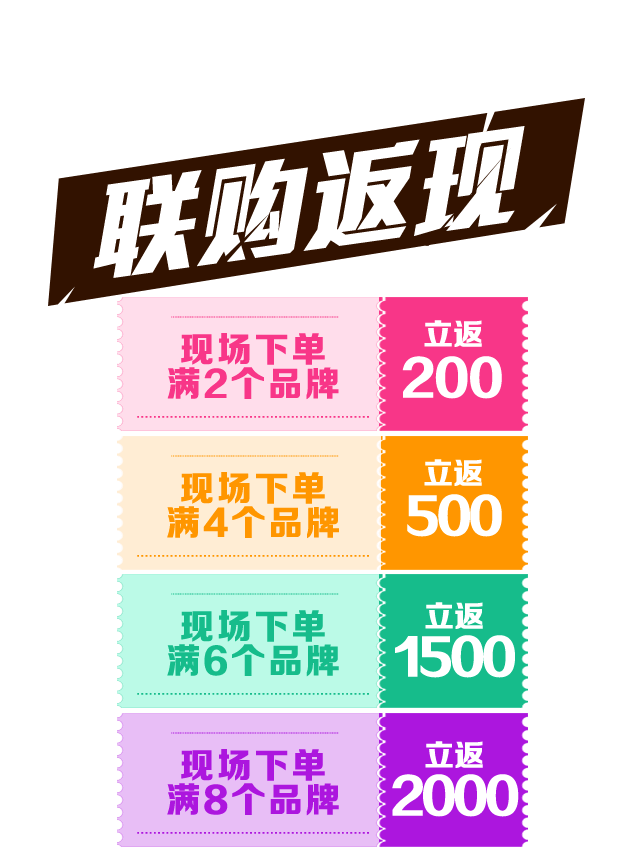 联购返现
现场下单
满2个品牌
立返
200
现场下单
满4个品牌
立返
500
现场下单
满6个品牌
立返
1500
现场下单
满8个品牌
立返
2000